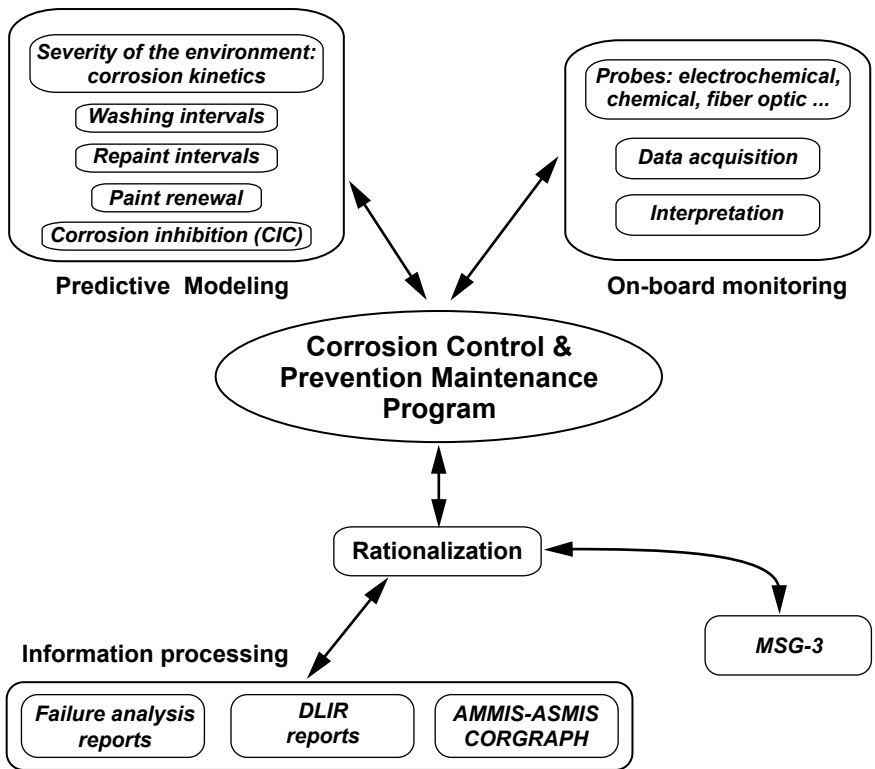 Severity of the environment:
corrosion kinetics
Washing intervals
Repaint intervals
Paint renewal
Corrosion inhibition (CIC)
Predictive Modeling
Probes: electrochemical,
chemical, fiber optic ...
Data acquisition
Interpretation
On-board monitoring
Corrosion Control &
Prevention Maintenance
Program
Rationalization
MSG-3
Information processing
Failure analysis
reports
DLIR
reports
AMMIS-ASMIS
CORGRAPH